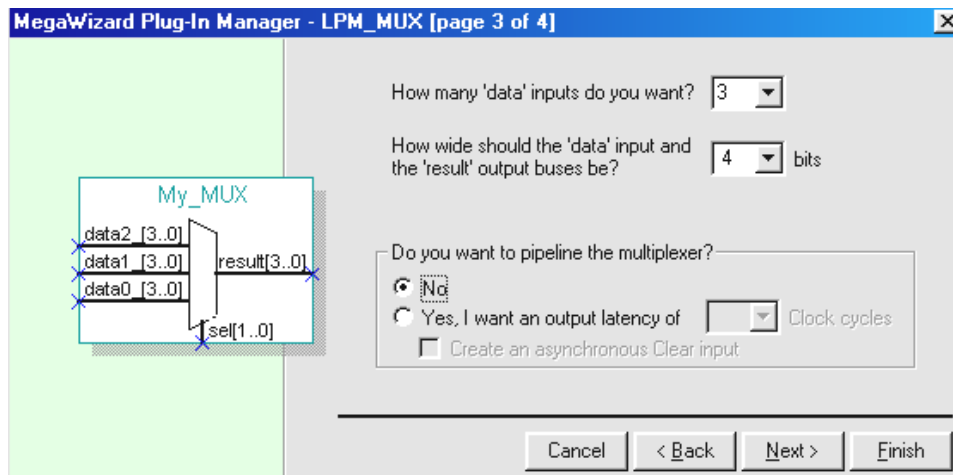 MegaWizard Plug-In Manager - LPM_MUX [page 3 of 4]
How many 'data' inputs do you want? 3
How wide should the 'data' input and
the 'result' output buses be? 4 bits
My_MUX
data2_[3..0]
data1_[3..0]
data0_[3..0]
result[3..0]
sel[1..0]
Do you want to pipeline the multiplexer?
No
Yes, I want an output latency of Clock cycles
Create an asynchronous Clear input
Cancel < Back Next > Finish